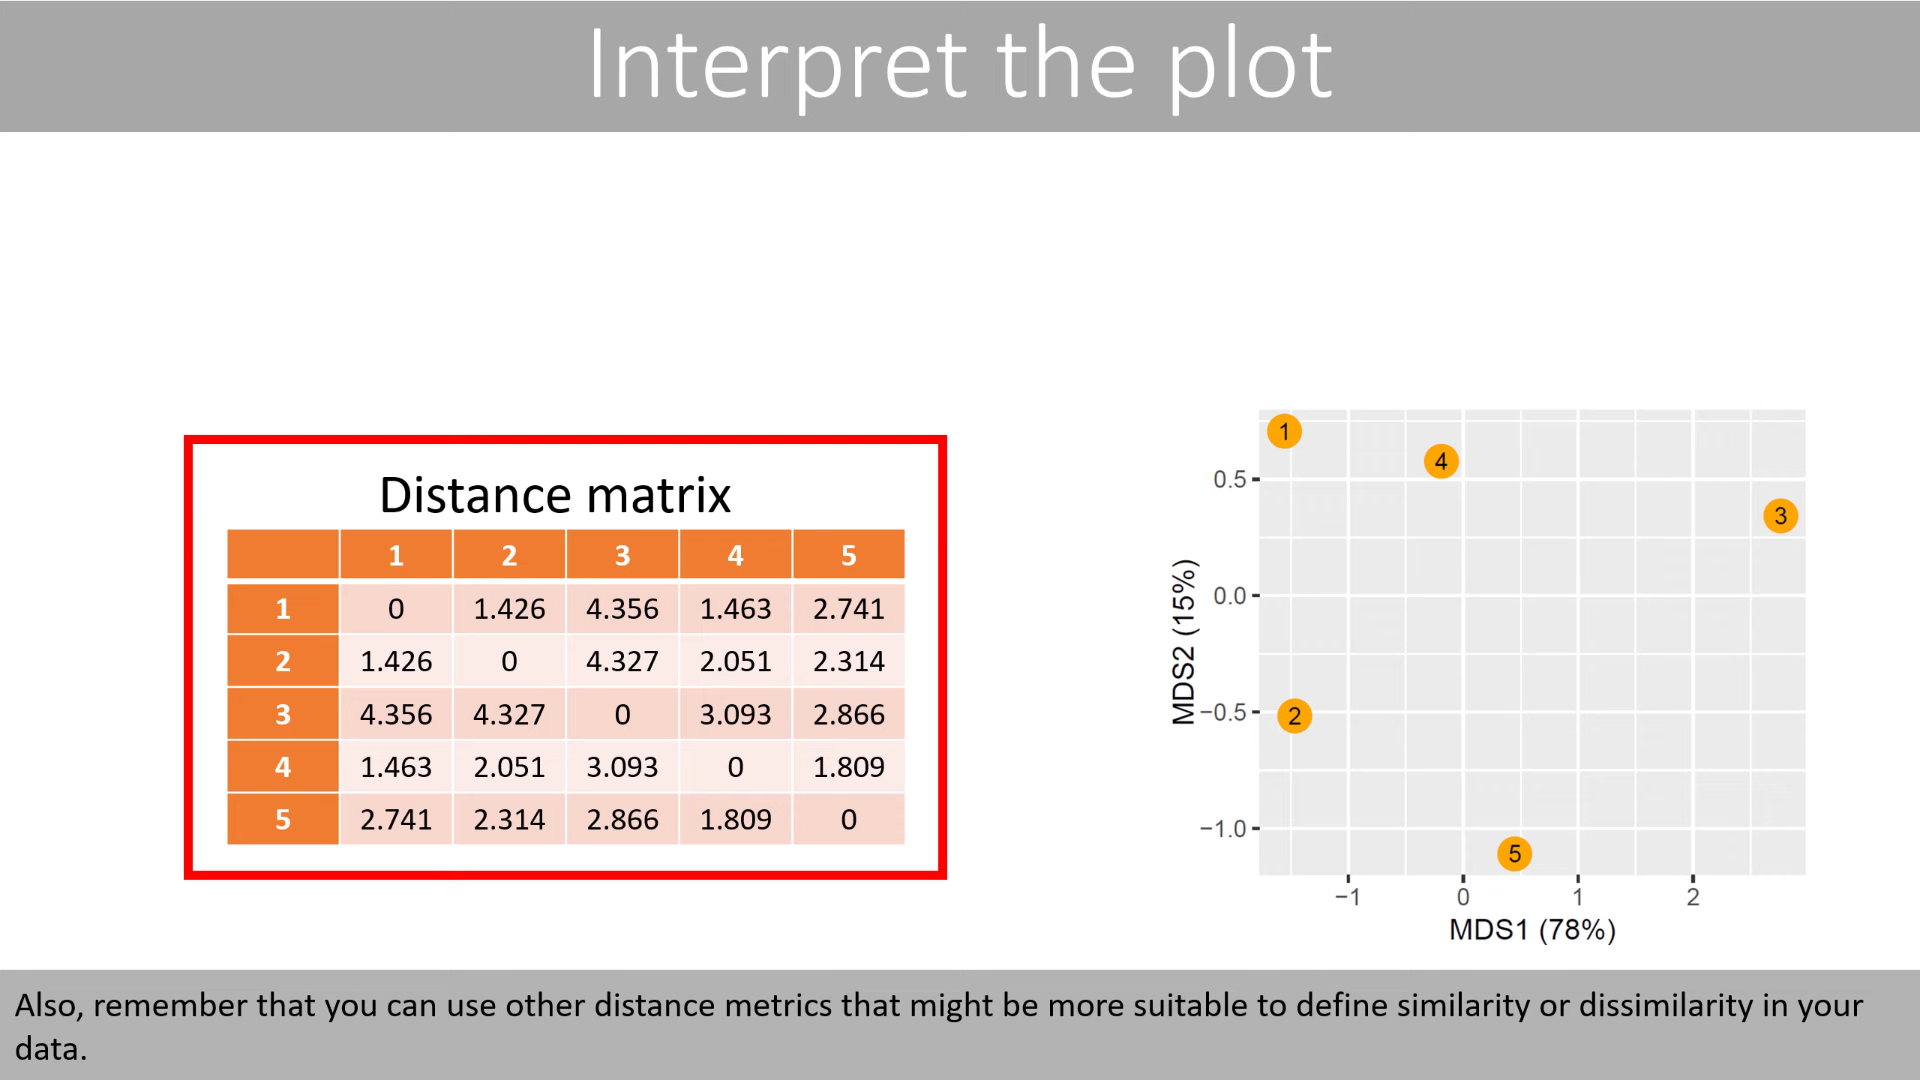 Interpret the plot
Distance matrix
1 2 3 4 5
1 0 1.426 4.356 1.463 2.741
2 1.426 0 4.327 2.051 2.314
3 4.356 4.327 0 3.093 2.866
4 1.463 2.051 3.093 0 1.809
5 2.741 2.314 2.866 1.809 0
MDS2 (15%)
0.5
0.0
−0.5
−1.0
1
4
3
2
5
−1 0 1 2
MDS1 (78%)
Also, remember that you can use other distance metrics that might be more suitable to define similarity or dissimilarity in your
data.